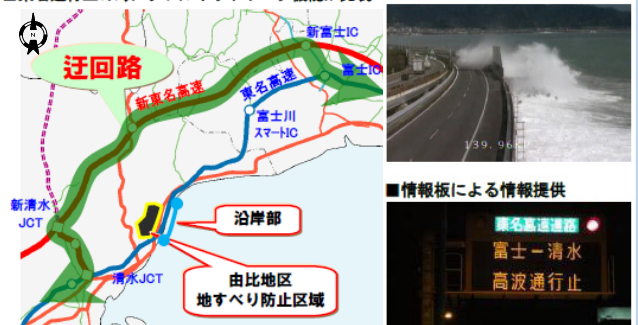 新富士IC
迂回路
富士IC
新東名高速
東名高速
富士川
スマートIC
新清水
JCT
沿岸部
清水JCT
由比地区
地すべり防止区域
139.96
■情報板による情報提供
東名高速道路
富士ー清水
高波通行止